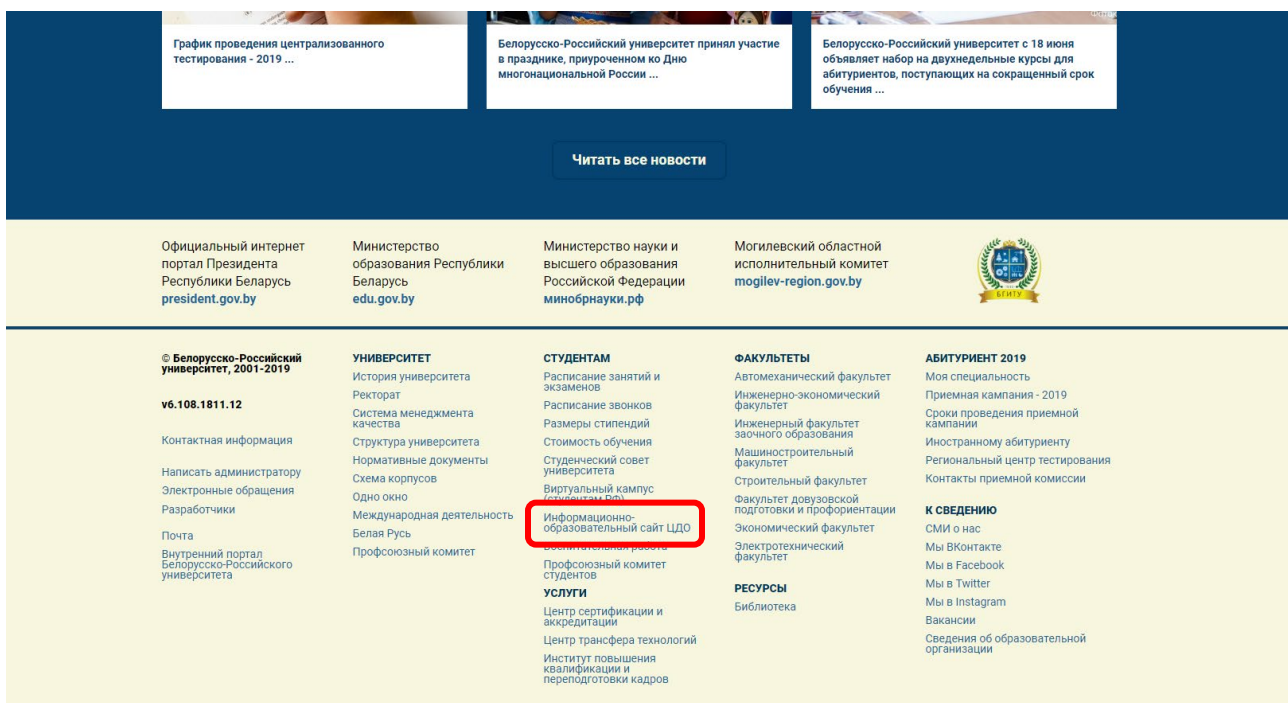 График проведения централизованного
тестирования - 2019 ...
Белорусско-Российский университет принял участие
в празднике, приуроченном ко Дню
многонациональной России ...
Белорусско-Российский университет с 18 июня
объявляет набор на двухнедельные курсы для
абитуриентов, поступающих на сокращенный срок
обучения ...
Читать все новости
Официальный интернет
портал Президента
Республики Беларусь
president.gov.by
Министерство
образования Республики
Беларусь
edu.gov.by
Министерство науки и
высшего образования
Российской Федерации
минобрнауки.рф
Могилевский областной
исполнительный комитет
mogilev-region.gov.by
БГИТУ
© Белорусско-Российский
университет, 2001-2019
v6.108.1811.12
Контактная информация
Написать администратору
Электронные обращения
Разработчики
Почта
Внутренний портал
Белорусско-Российского
университета
УНИВЕРСИТЕТ
История университета
Ректорат
Система менеджмента
качества
Структура университета
Нормативные документы
Схема корпусов
Одно окно
Международная деятельность
Белая Русь
Профсоюзный комитет
СТУДЕНТАМ
Расписание занятий и
экзаменов
Расписание звонков
Размеры стипендий
Стоимость обучения
Студенческий совет
университета
Виртуальный кампус
(студентам РФ)
Информационно-
образовательный сайт ЦДО
Воспитательная работа
Профсоюзный комитет
студентов
УСЛУГИ
Центр сертификации и
аккредитации
Центр трансфера технологий
Институт повышения
квалификации и
переподготовки кадров
ФАКУЛЬТЕТЫ
Автомеханический факультет
Инженерно-экономический
факультет
Инженерный факультет
заочного образования
Машиностроительный
факультет
Строительный факультет
Факультет довузовской
подготовки и профориентации
Экономический факультет
Электротехнический
факультет
РЕСУРСЫ
Библиотека
АБИТУРИЕНТ 2019
Моя специальность
Приемная кампания - 2019
Сроки проведения приемной
кампании
Иностранному абитуриенту
Региональный центр тестирования
Контакты приемной комиссии
К СВЕДЕНИЮ
СМИ о нас
Мы ВКонтакте
Мы в Facebook
Мы в Twitter
Мы в Instagram
Вакансии
Сведения об образовательной
организации